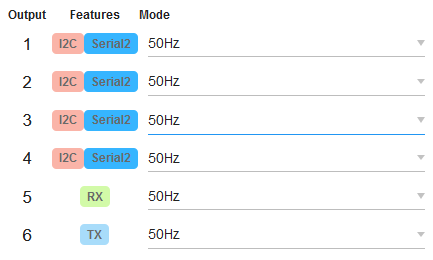 Output Features Mode
1 I2C Serial2 50Hz
2 I2C Serial2 50Hz
3 I2C Serial2 50Hz
4 I2C Serial2 50Hz
5 RX 50Hz
6 TX 50Hz